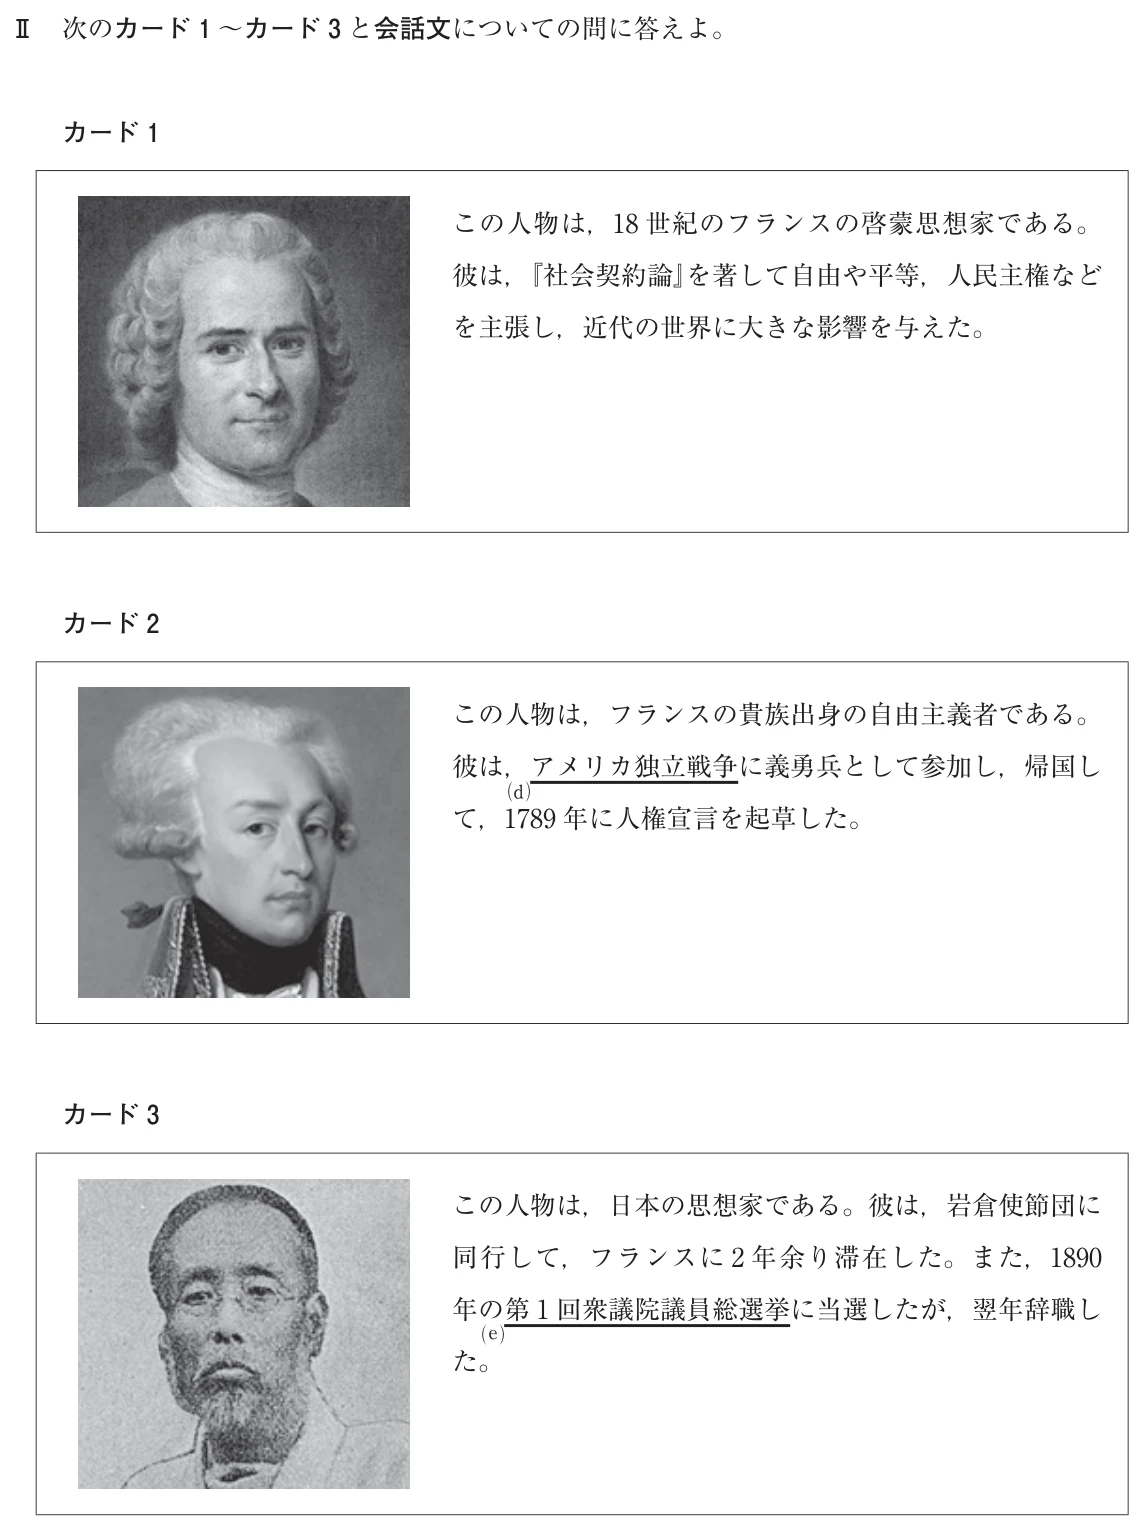 Ⅱ 次のカード1～カード3と会話文についての問に答えよ。
カード1
この人物は，18世紀のフランスの啓蒙思想家である。
彼は，『社会契約論』を著して自由や平等，人民主権など
を主張し，近代の世界に大きな影響を与えた。
カード2
この人物は，フランスの貴族出身の自由主義者である。
彼は，アメリカ独立戦争に義勇兵として参加し，帰国し
(d)
て，1789年に人権宣言を起草した。
カード3
この人物は，日本の思想家である。彼は，岩倉使節団に
同行して，フランスに2年余り滞在した。また，1890
年の第1回衆議院議員総選挙に当選したが，翌年辞職し
(e)
た。